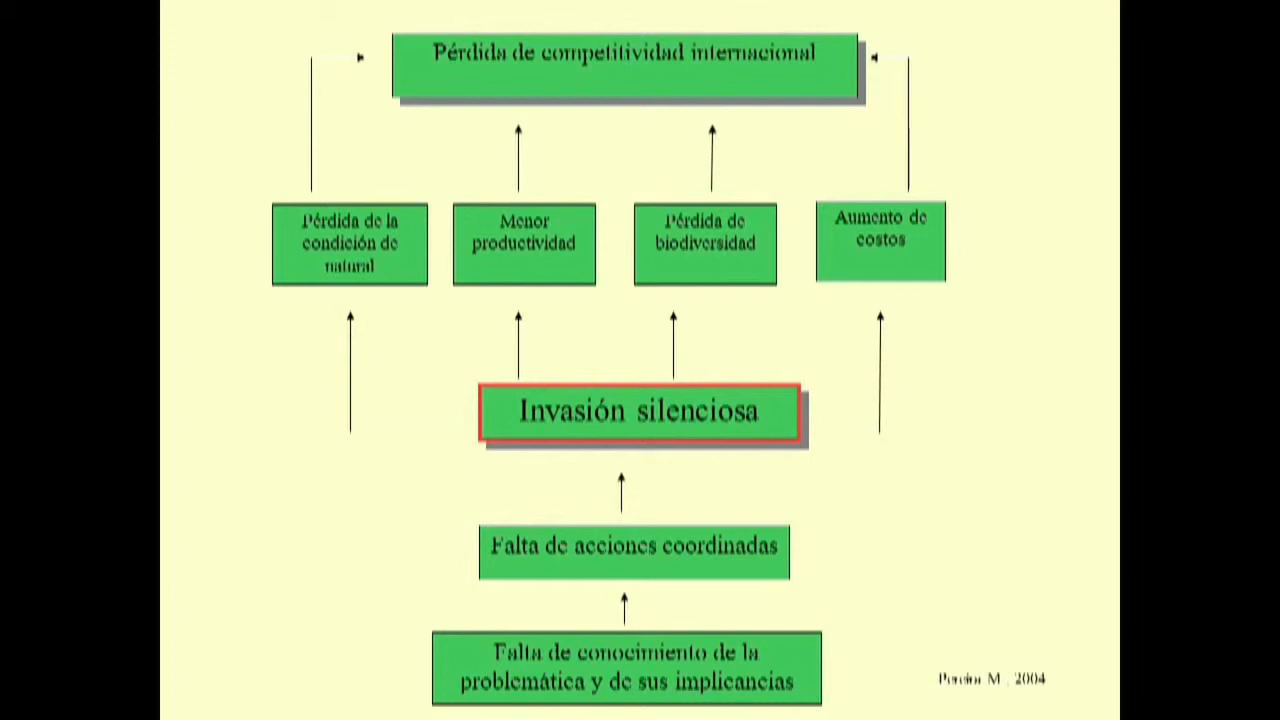 Pérdida de competitividad internacional
Pérdida de la
condición de
natural
Menor
productividad
Pérdida de
biodiversidad
Aumento de
costos
Invasión silenciosa
Falta de acciones coordinadas
Falta de conocimiento de la
problemática y de sus implicancias
M., 2004